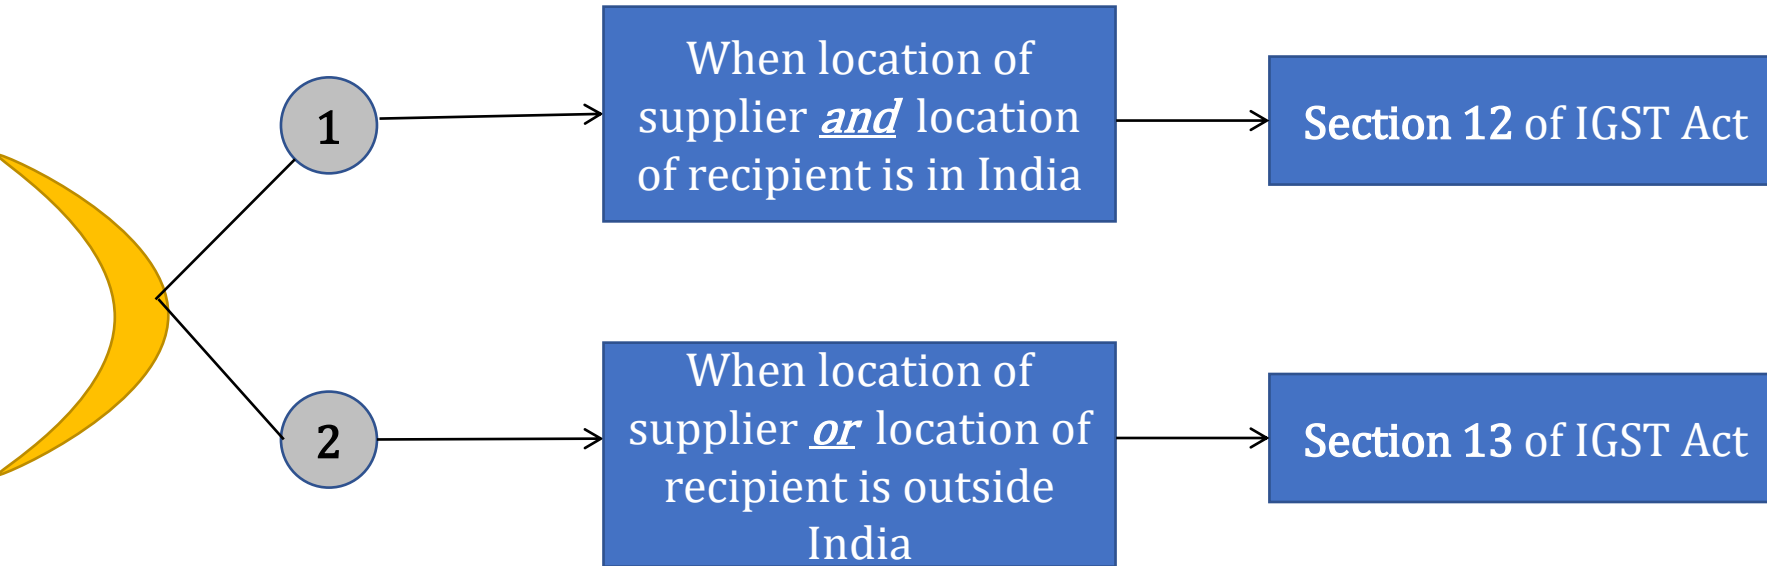 1
When location of
supplier and location
of recipient is in India
Section 12 of IGST Act
2
When location of
supplier or location of
recipient is outside
India
Section 13 of IGST Act